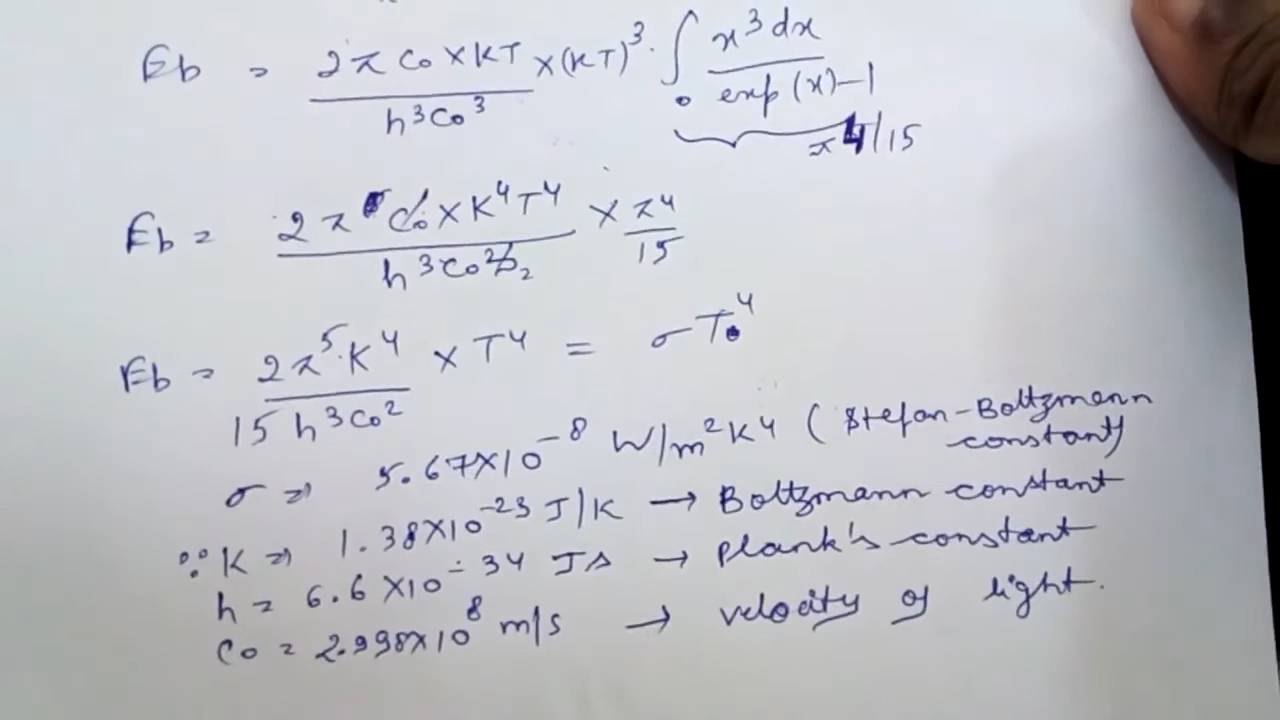 Eb = 2π Co × KT / h³Co³ × (KT)³ · ∫₀ x³dx / exp(x)-1
π4/15
Eb = 2π Co × K⁴T⁴ / h³Co² × π⁴/15
Eb = 2π⁵·K⁴ / 15 h³Co² × T⁴ = σT⁴
σ ⇒ 5.67×10⁻⁸ W/m²K⁴ (Stefan-Boltzmann constant)
∵ K ⇒ 1.38×10⁻²³ J/K → Boltzmann constant
h = 6.6×10⁻³⁴ Js → Plank's constant
Co = 2.998×10⁸ m/s → velocity of light.